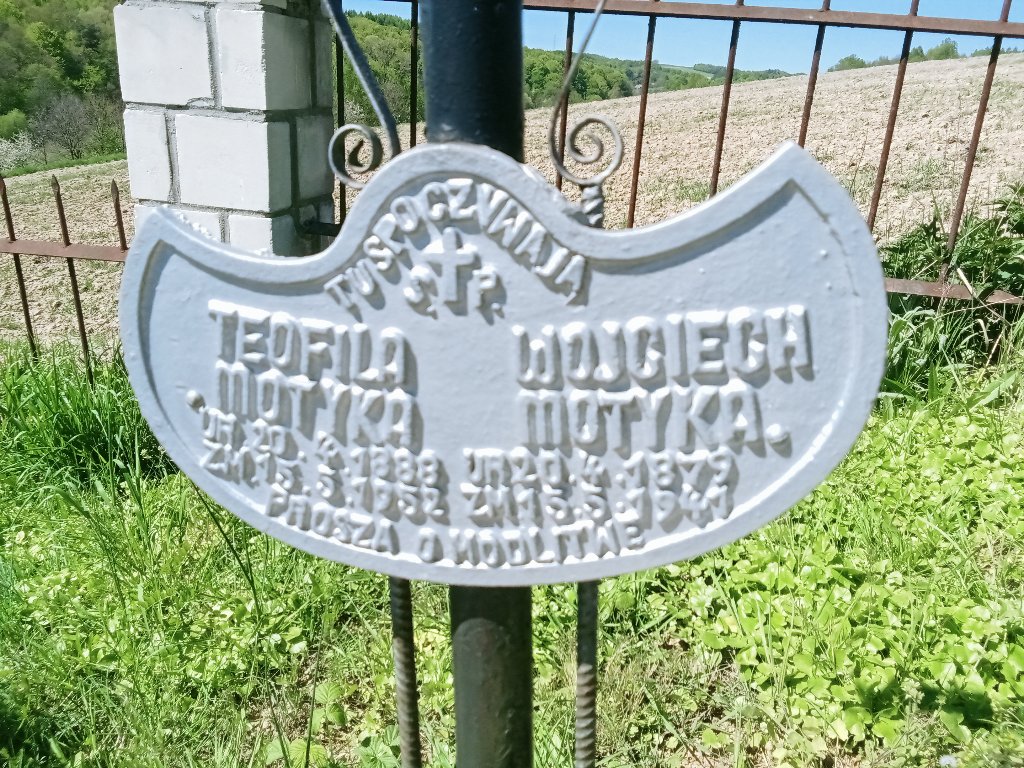 TU SPOCZYWAJĄ
Ś. P.
TEOFILA
MOTYKA
UR. 20. 4. 1888
ZM. 15. 5. 1952
WOJCIECH
MOTYKA.
UR 20. 4. 1879
ZM 15. 5. 1941
PROSZĄ O MODLITWĘ